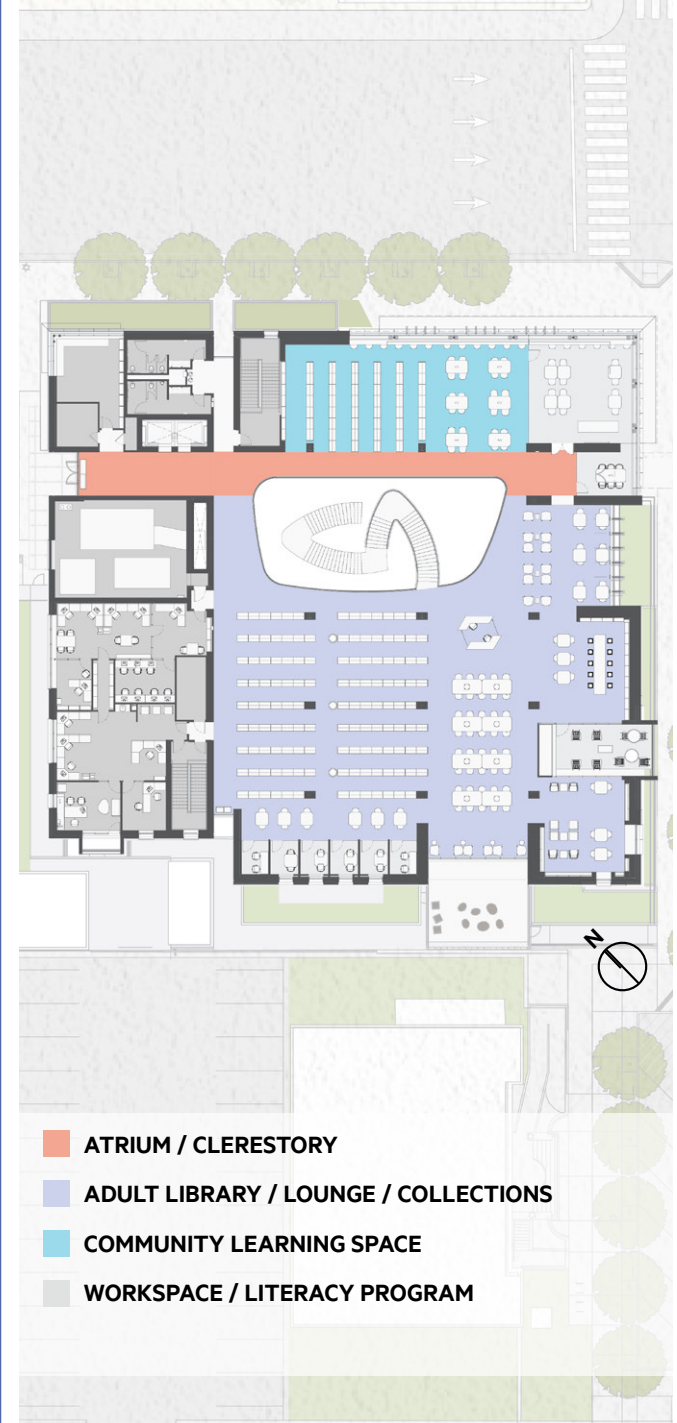 N
ATRIUM / CLERESTORY
ADULT LIBRARY / LOUNGE / COLLECTIONS
COMMUNITY LEARNING SPACE
WORKSPACE / LITERACY PROGRAM